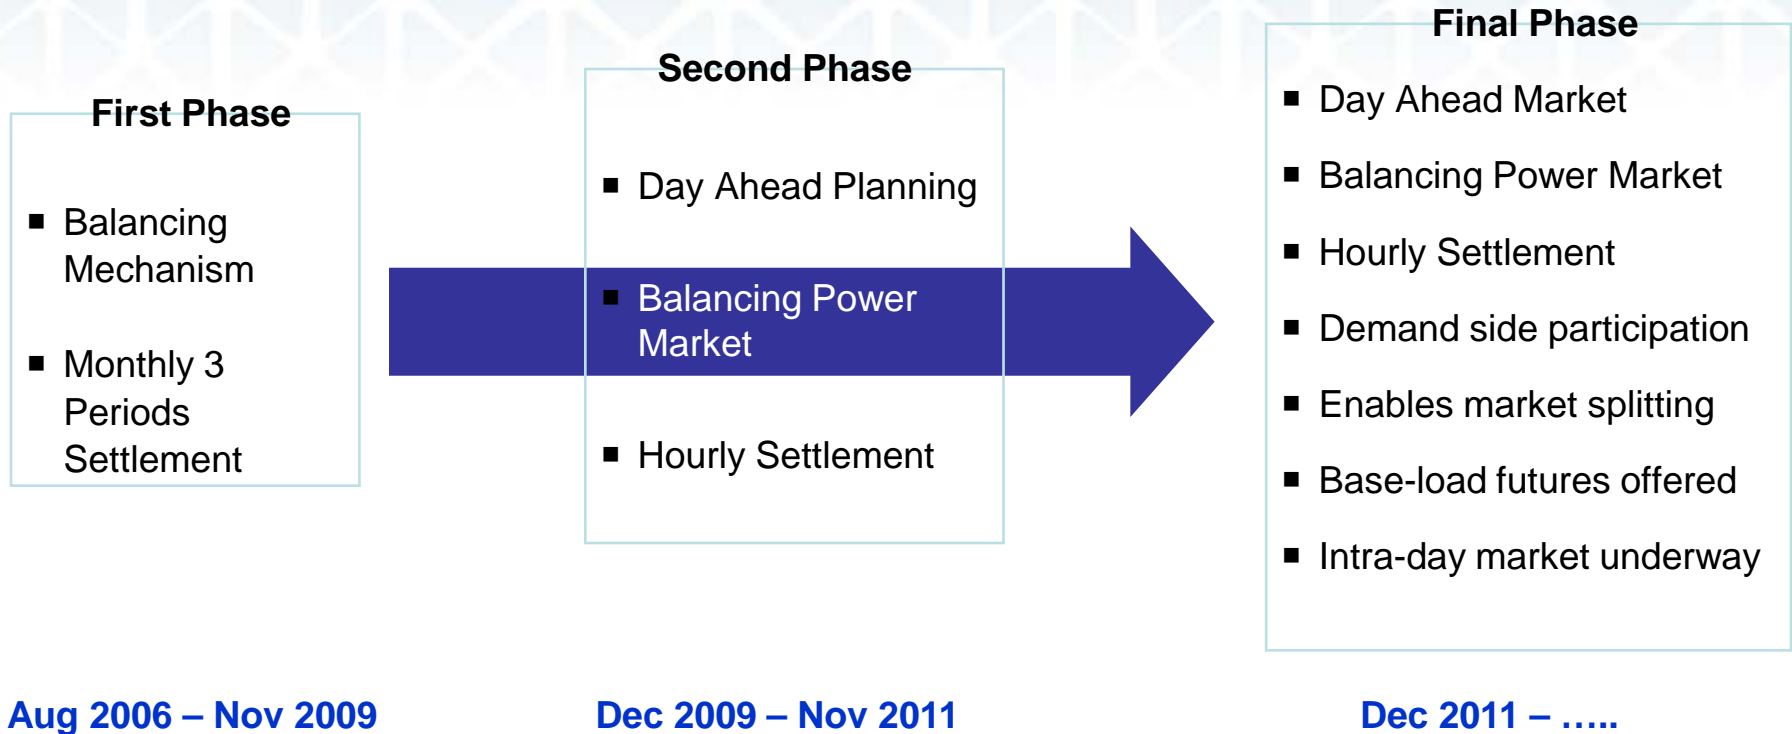 First Phase
■ Balancing
Mechanism
■ Monthly 3
Periods
Settlement
Second Phase
■ Day Ahead Planning
■ Balancing Power
Market
■ Hourly Settlement
Final Phase
■ Day Ahead Market
■ Balancing Power Market
■ Hourly Settlement
■ Demand side participation
■ Enables market splitting
■ Base-load futures offered
■ Intra-day market underway
Aug 2006 – Nov 2009
Dec 2009 – Nov 2011
Dec 2011 – …..